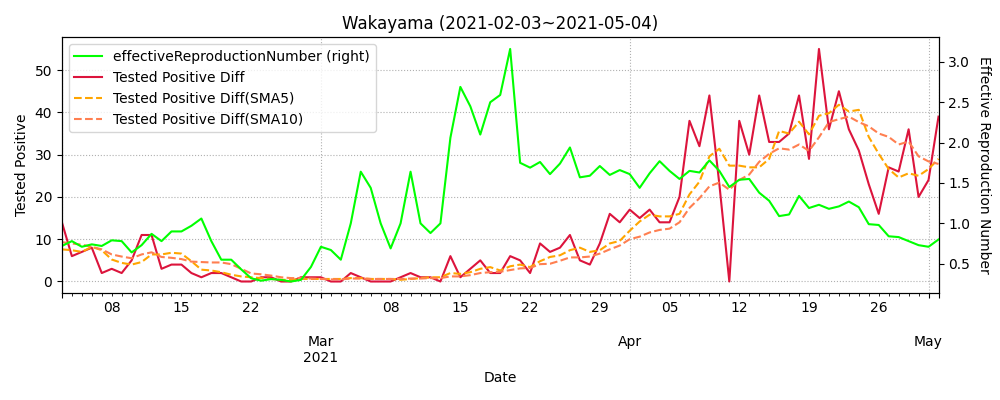 Wakayama (2021-02-03~2021-05-04)
effectiveReproductionNumber (right)
Tested Positive Diff
Tested Positive Diff(SMA5)
Tested Positive Diff(SMA10)
Tested Positive
50
40
30
20
10
0
3.0
2.5
2.0
1.5
1.0
0.5
Effective Reproduction Number
08 15 22 08 15 22 29 05 12 19 26
Mar Apr May
2021
Date